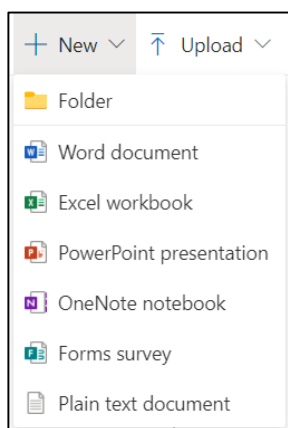 New Upload
Folder
Word document
Excel workbook
PowerPoint presentation
OneNote notebook
Forms survey
Plain text document